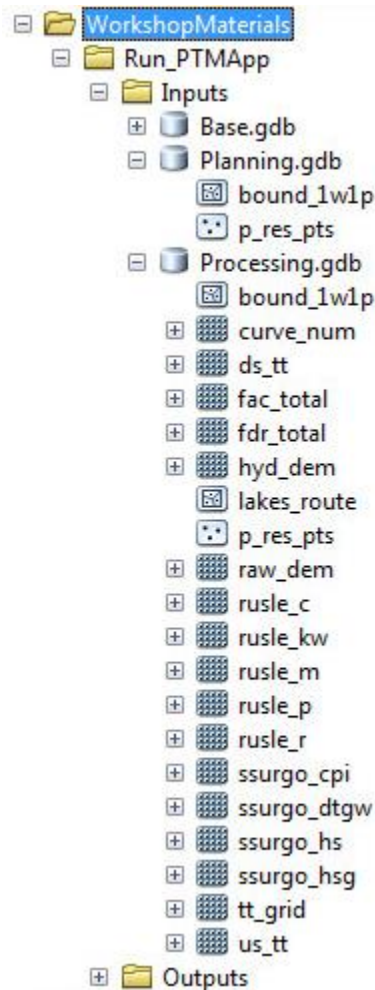 WorkshopMaterials
Run_PTMApp
Inputs
Base.gdb
Planning.gdb
bound_1w1p
p_res_pts
Processing.gdb
bound_1w1p
curve_num
ds_tt
fac_total
fdr_total
hyd_dem
lakes_route
p_res_pts
raw_dem
rusle_c
rusle_kw
rusle_m
rusle_p
rusle_r
ssurgo_cpi
ssurgo_dtgw
ssurgo_hs
ssurgo_hsg
tt_grid
us_tt
Outputs